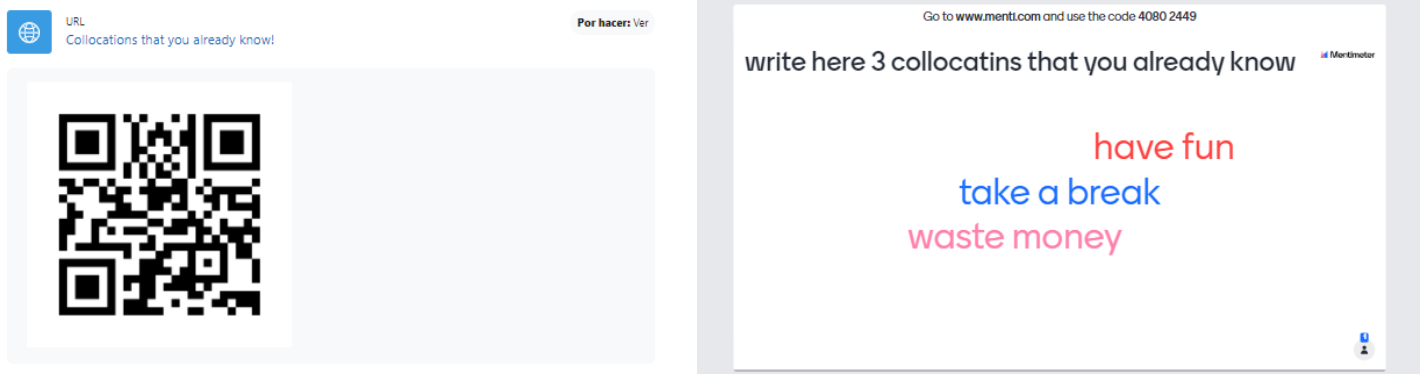 URL
Collocations that you already know!
Por hacer: Ver
Go to www.menti.com and use the code 4080 2449
write here 3 collocatins that you already know
Mentimeter
have fun
take a break
waste money
1